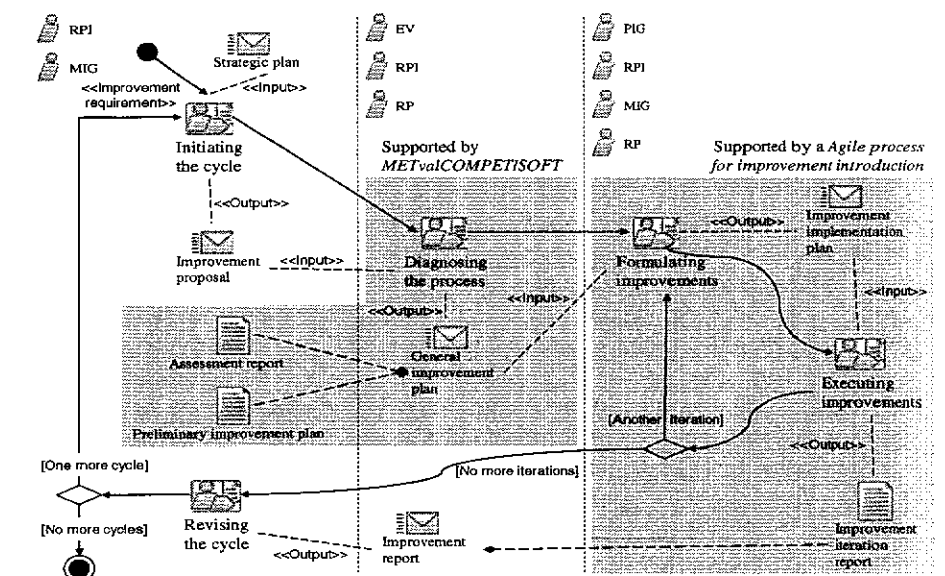 RPI
MIG
Strategic plan
<<Improvement
requirement>>
<<Input>>
Initiating
the cycle
<<Output>>
Improvement
proposal
<<Input>>
EV
RPI
RP
Supported by
METvalCOMPETISOFT
Diagnosing
the process
<<Output>>
<<Input>>
General
improvement
plan
Assessment report
Preliminary improvement plan
PIG
RPI
MIG
RP
Supported by a Agile process
for improvement introduction
Formulating
improvements
<<Output>>
Improvement
implementation
plan
<<Input>>
Executing
improvements
[Another iteration]
<<Output>>
[No more iterations]
[One more cycle]
[No more cycles]
Revising
the cycle
<<Output>>
Improvement
report
Improvement
iteration
report